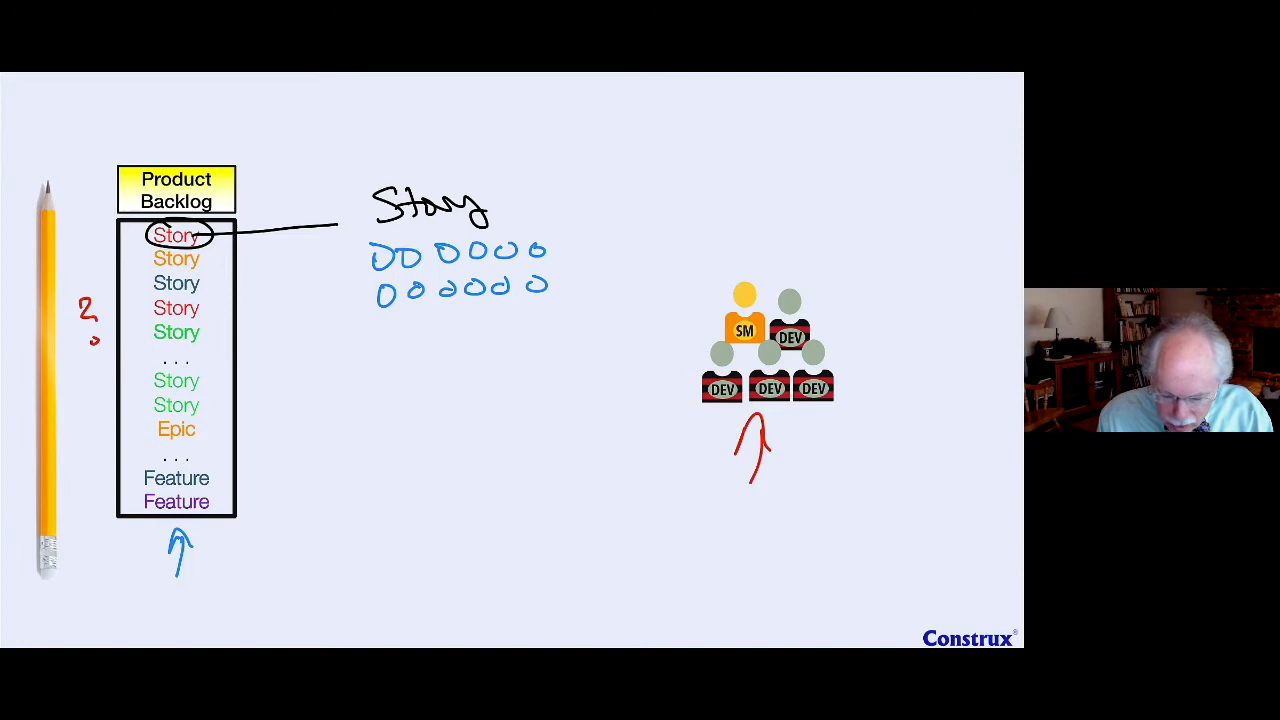 Product
Backlog
Story
Story
Story
Story
Story
...
Story
Story
Epic
...
Feature
Feature
Story
SM
DEV
DEV
DEV
DEV
Construx®